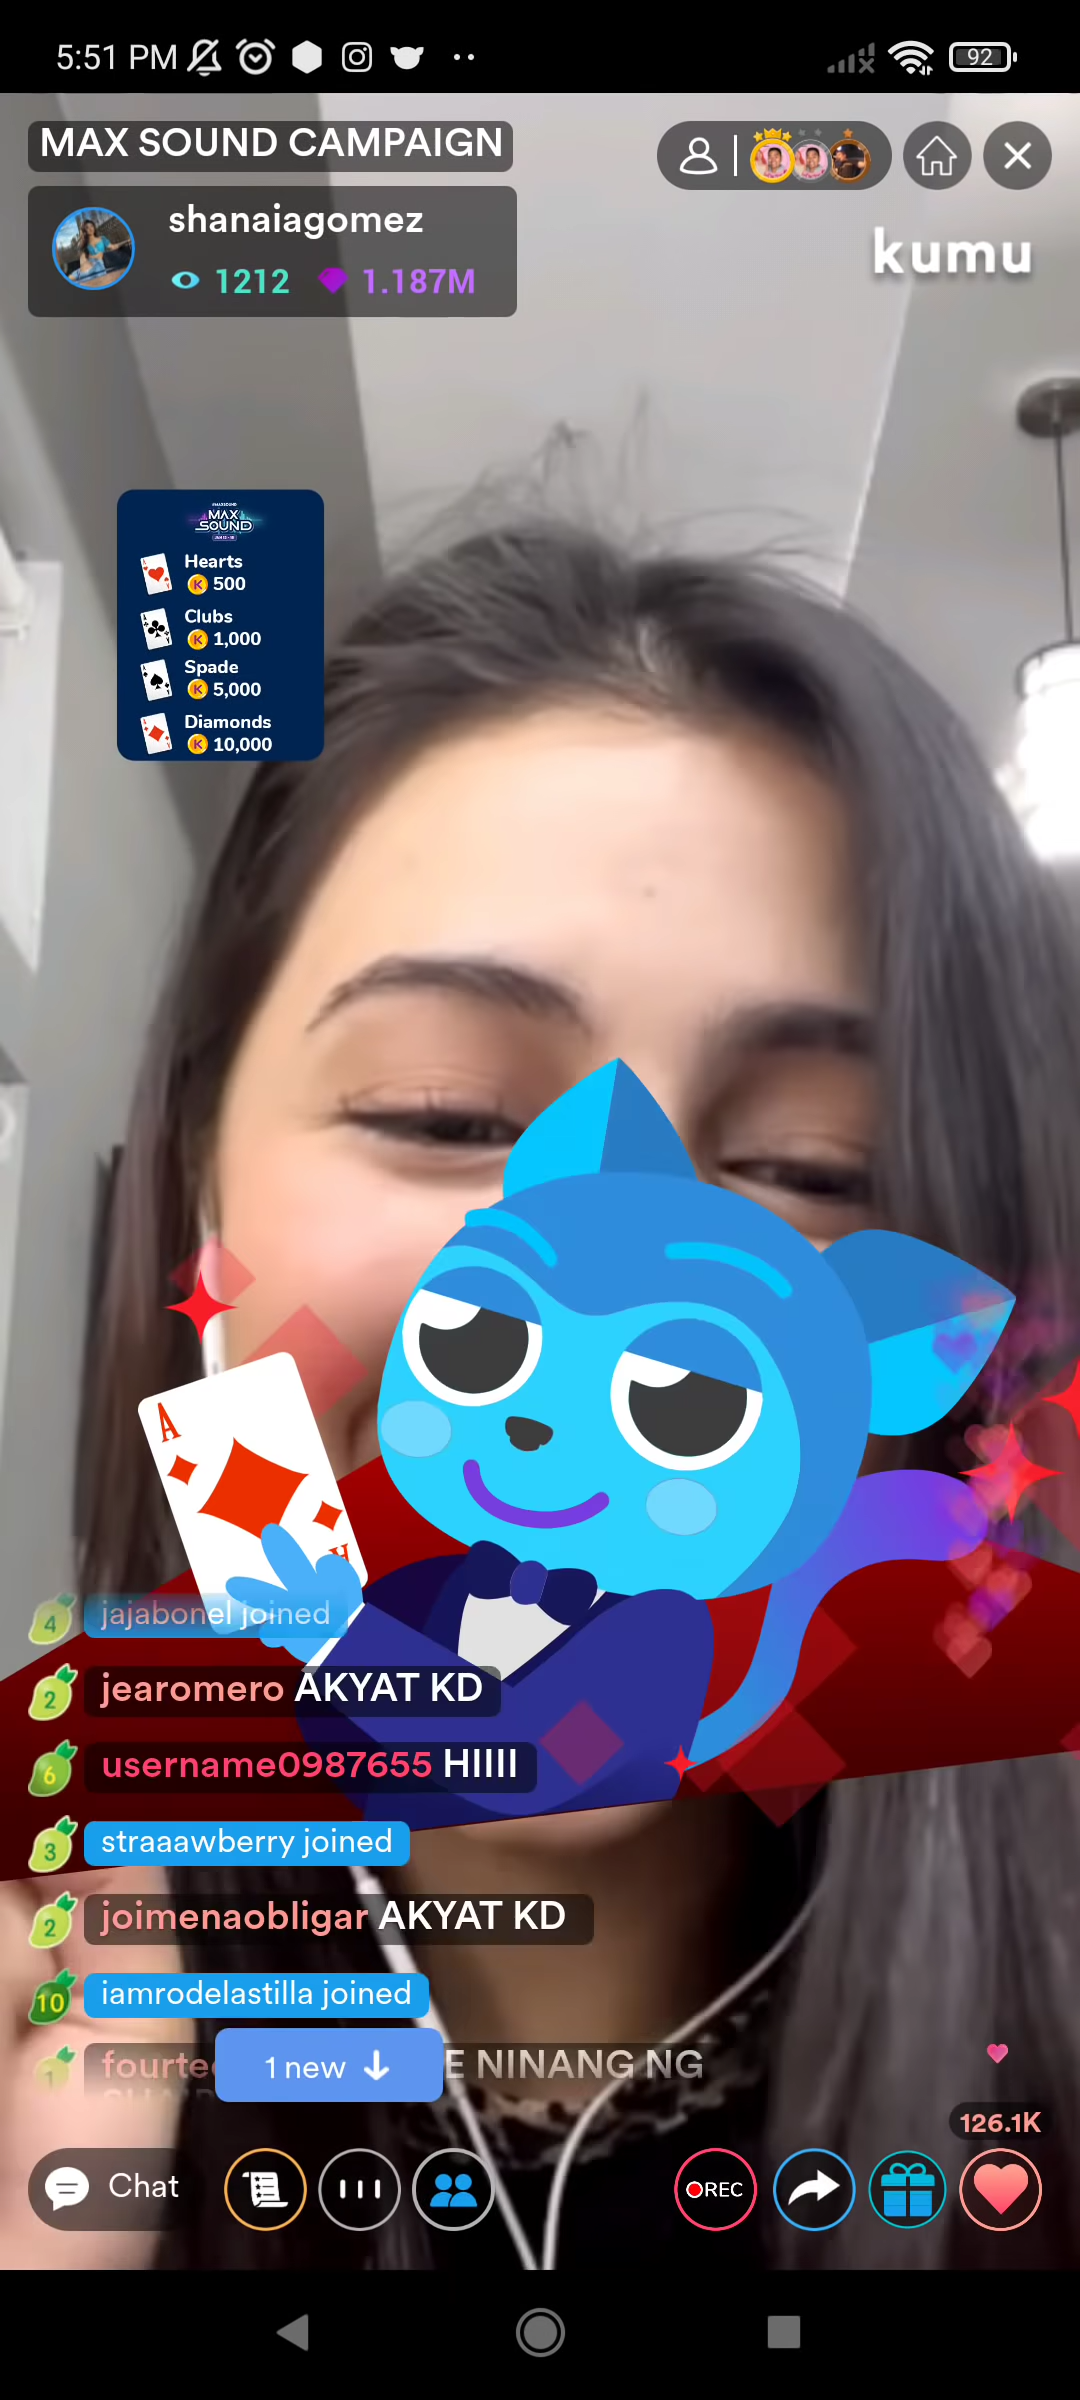 5:51 PM
92
MAX SOUND CAMPAIGN
shanaiagomez
1212 1.187M
kumu
#MAXSOUND
MAX
SOUND
Hearts
K 500
Clubs
K 1,000
Spade
K 5,000
Diamonds
K 10,000
A
A
4 jajabonel joined
2 jearomero AKYAT KD
6 username0987655 HIIII
3 straaawberry joined
2 joimenaobligar AKYAT KD
10 iamrodelastilla joined
1 E NINANG NG
1 new
126.1K
Chat
REC